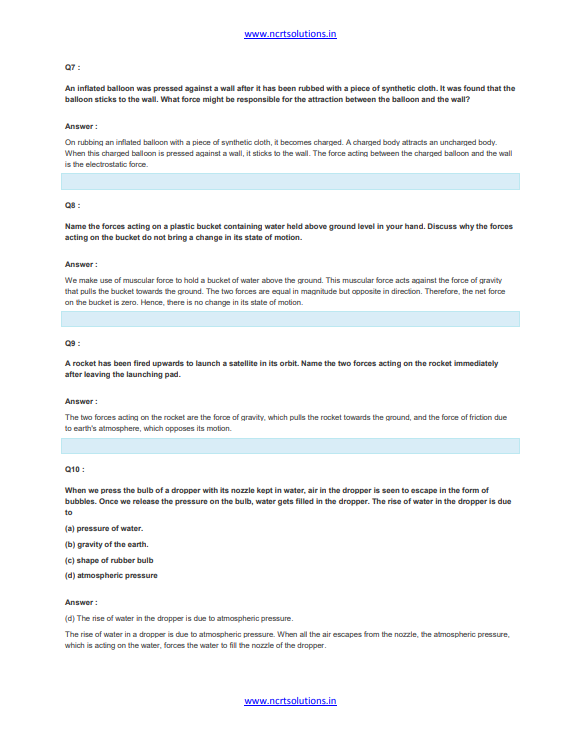 www.ncrtsolutions.in
Q7 :
An inflated balloon was pressed against a wall after it has been rubbed with a piece of synthetic cloth. It was found that the
balloon sticks to the wall. What force might be responsible for the attraction between the balloon and the wall?
Answer :
On rubbing an inflated balloon with a piece of synthetic cloth, it becomes charged. A charged body attracts an uncharged body.
When this charged balloon is pressed against a wall, it sticks to the wall. The force acting between the charged balloon and the wall
is the electrostatic force.
Q8 :
Name the forces acting on a plastic bucket containing water held above ground level in your hand. Discuss why the forces
acting on the bucket do not bring a change in its state of motion.
Answer :
We make use of muscular force to hold a bucket of water above the ground. This muscular force acts against the force of gravity
that pulls the bucket towards the ground. The two forces are equal in magnitude but opposite in direction. Therefore, the net force
on the bucket is zero. Hence, there is no change in its state of motion.
Q9 :
A rocket has been fired upwards to launch a satellite in its orbit. Name the two forces acting on the rocket immediately
after leaving the launching pad.
Answer :
The two forces acting on the rocket are the force of gravity, which pulls the rocket towards the ground, and the force of friction due
to earth's atmosphere, which opposes its motion.
Q10 :
When we press the bulb of a dropper with its nozzle kept in water, air in the dropper is seen to escape in the form of
bubbles. Once we release the pressure on the bulb, water gets filled in the dropper. The rise of water in the dropper is due
to
(a) pressure of water.
(b) gravity of the earth.
(c) shape of rubber bulb
(d) atmospheric pressure
Answer :
(d) The rise of water in the dropper is due to atmospheric pressure.
The rise of water in a dropper is due to atmospheric pressure. When all the air escapes from the nozzle, the atmospheric pressure,
which is acting on the water, forces the water to fill the nozzle of the dropper.
www.ncrtsolutions.in